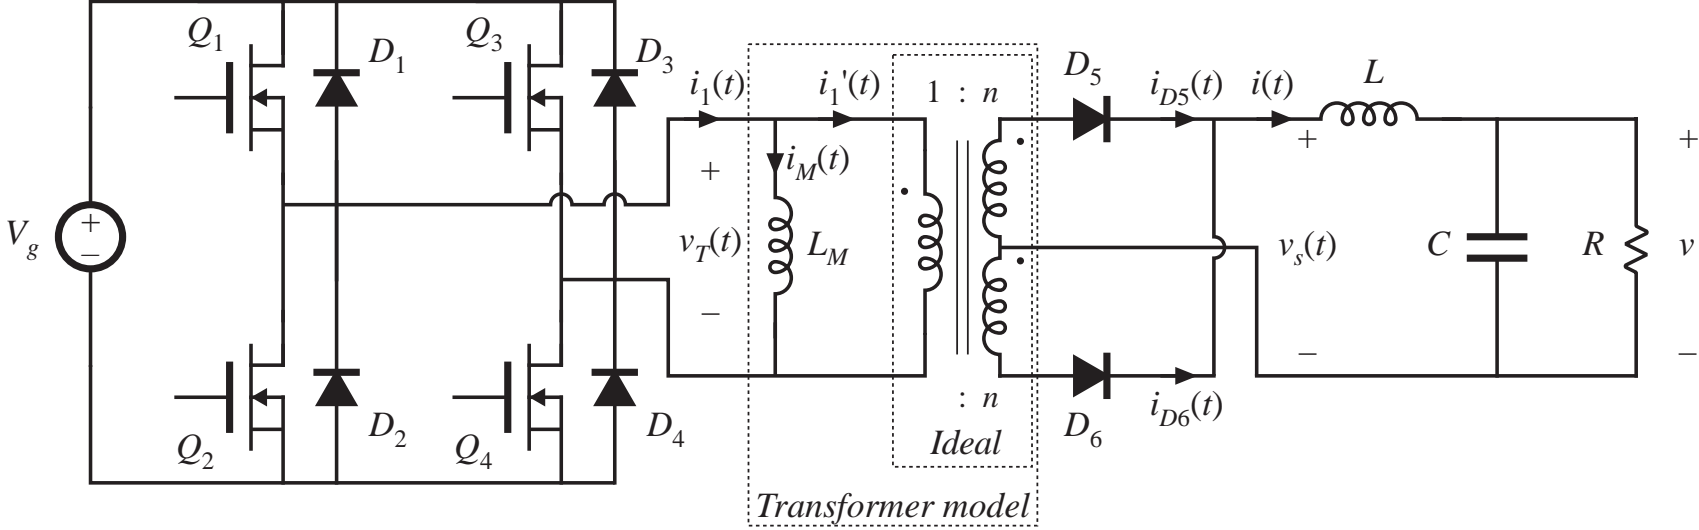 Q1
D1
Q3
D3
i1(t)
i1'(t)
1 : n
D5
iD5(t)
i(t)
L
+
+
+
iM(t)
Vg
+
−
vT(t)
LM
vs(t)
C
R
v
−
−
−
Q2
D2
Q4
D4
: n
Ideal
D6
iD6(t)
Transformer model